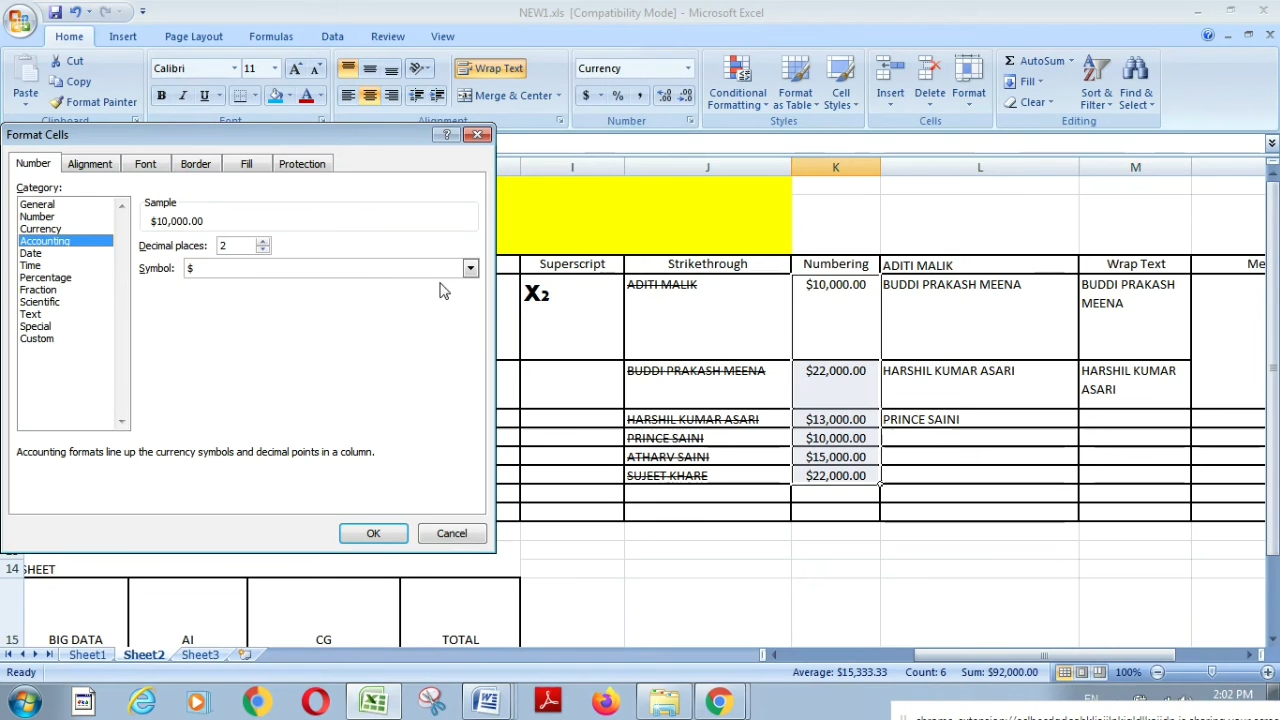 NEW1.xls [Compatibility Mode] - Microsoft Excel
Home Insert Page Layout Formulas Data Review View
Cut
Copy
Format Painter
Paste
Clipboard
Calibri 11
B I U
Font
Wrap Text
Merge & Center
Alignment
Currency
$ % ,
Number
Conditional Formatting
Format as Table
Cell Styles
Styles
Insert Delete Format
Cells
AutoSum
Fill
Clear
Sort & Filter
Find & Select
Editing
Format Cells
Number Alignment Font Border Fill Protection
Category:
General
Number
Currency
Accounting
Date
Time
Percentage
Fraction
Scientific
Text
Special
Custom
Sample
$10,000.00
Decimal places: 2
Symbol: $
Accounting formats line up the currency symbols and decimal points in a column.
OK Cancel
I J K L M
Superscript Strikethrough Numbering ADITI MALIK Wrap Text Me
X₂ ADITI MALIK $10,000.00 BUDDI PRAKASH MEENA BUDDI PRAKASH
MEENA
BUDDI PRAKASH MEENA $22,000.00 HARSHIL KUMAR ASARI HARSHIL KUMAR
ASARI
HARSHIL KUMAR ASARI $13,000.00 PRINCE SAINI
PRINCE SAINI $10,000.00
ATHARV SAINI $15,000.00
SUJEET KHARE $22,000.00
14 SHEET
15 BIG DATA AI CG TOTAL
Sheet1 Sheet2 Sheet3
Ready Average: $15,333.33 Count: 6 Sum: $92,000.00 100%
EN 2:02 PM